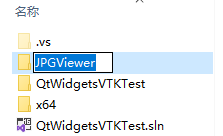 名称
.vs
JPGViewer
QtWidgetsVTKTest
x64
QtWidgetsVTKTest.sln